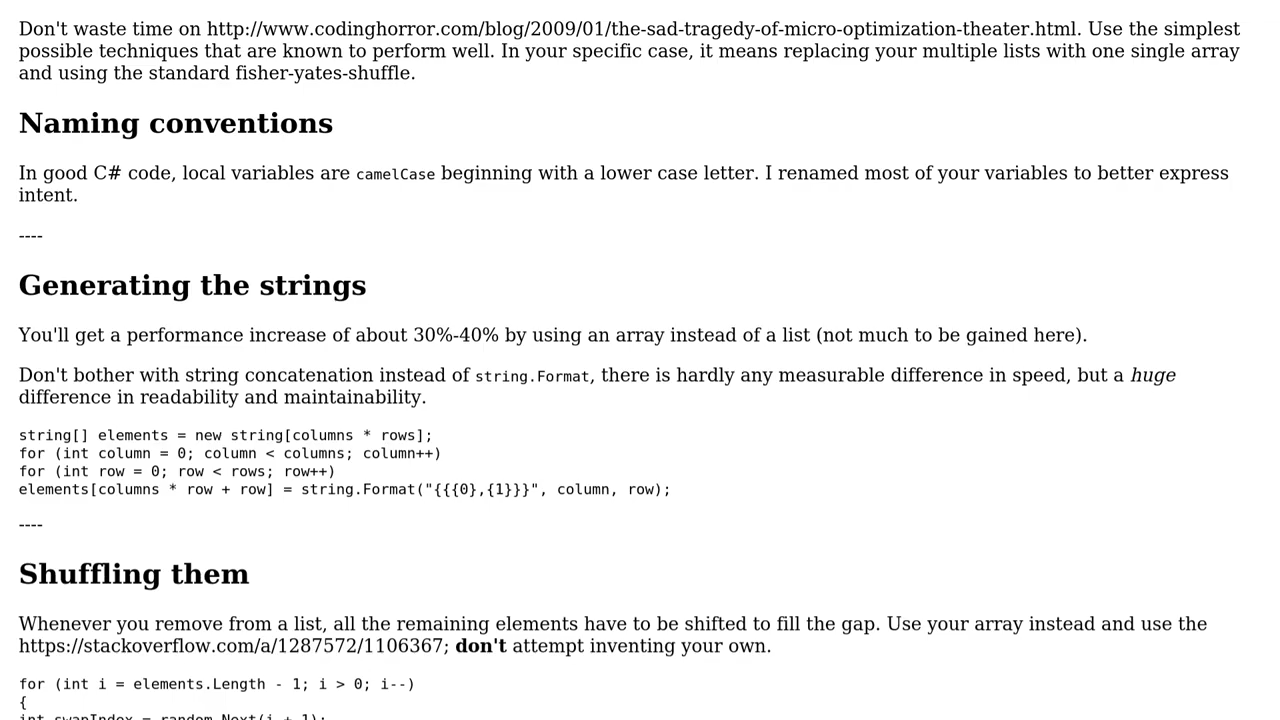 Don't waste time on http://www.codinghorror.com/blog/2009/01/the-sad-tragedy-of-micro-optimization-theater.html. Use the simplest
possible techniques that are known to perform well. In your specific case, it means replacing your multiple lists with one single array
and using the standard fisher-yates-shuffle.
Naming conventions
In good C# code, local variables are camelCase beginning with a lower case letter. I renamed most of your variables to better express
intent.
----
Generating the strings
You'll get a performance increase of about 30%-40% by using an array instead of a list (not much to be gained here).
Don't bother with string concatenation instead of string.Format, there is hardly any measurable difference in speed, but a huge
difference in readability and maintainability.
string[] elements = new string[columns * rows];
for (int column = 0; column < columns; column++)
for (int row = 0; row < rows; row++)
elements[columns * row + row] = string.Format("{{{0},{1}}}", column, row);
----
Shuffling them
Whenever you remove from a list, all the remaining elements have to be shifted to fill the gap. Use your array instead and use the
https://stackoverflow.com/a/1287572/1106367; don't attempt inventing your own.
for (int i = elements.Length - 1; i > 0; i--)
{
int swapIndex = random.Next(i + 1);